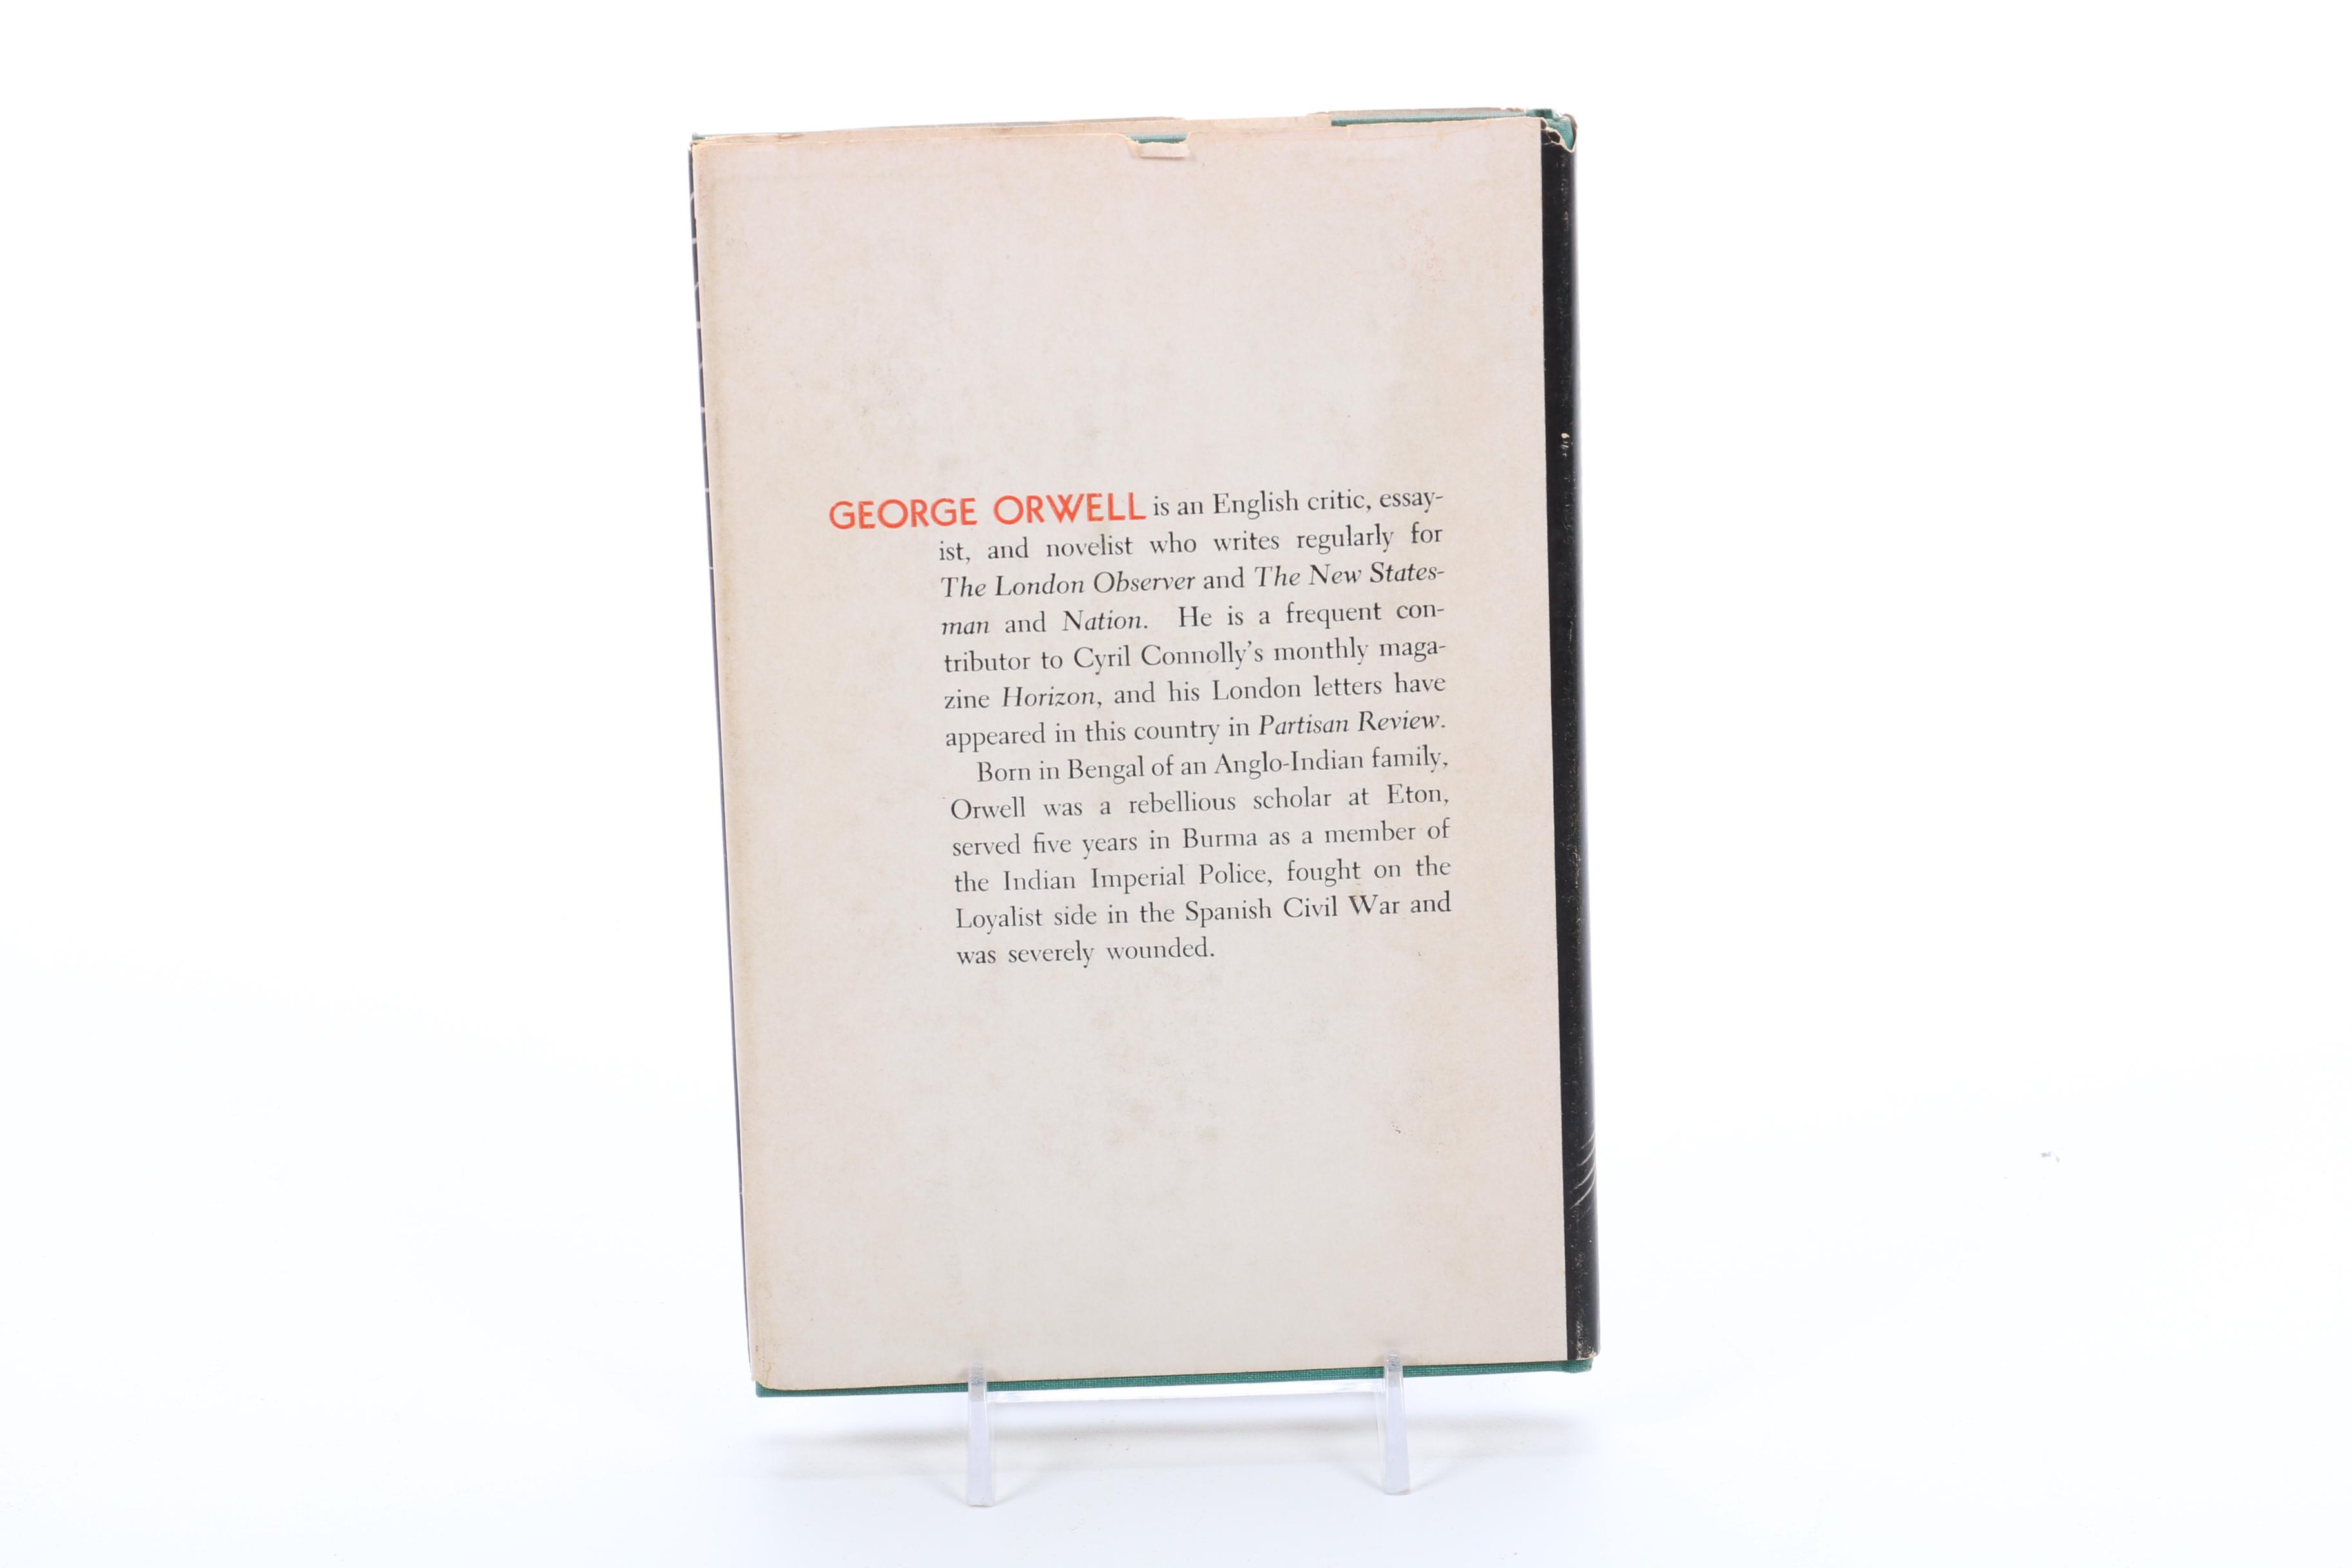 GEORGE ORWELL is an English critic, essay-
ist, and novelist who writes regularly for
The London Observer and The New States-
man and Nation. He is a frequent con-
tributor to Cyril Connolly's monthly maga-
zine Horizon, and his London letters have
appeared in this country in Partisan Review.
Born in Bengal of an Anglo-Indian family,
Orwell was a rebellious scholar at Eton,
served five years in Burma as a member of
the Indian Imperial Police, fought on the
Loyalist side in the Spanish Civil War and
was severely wounded.